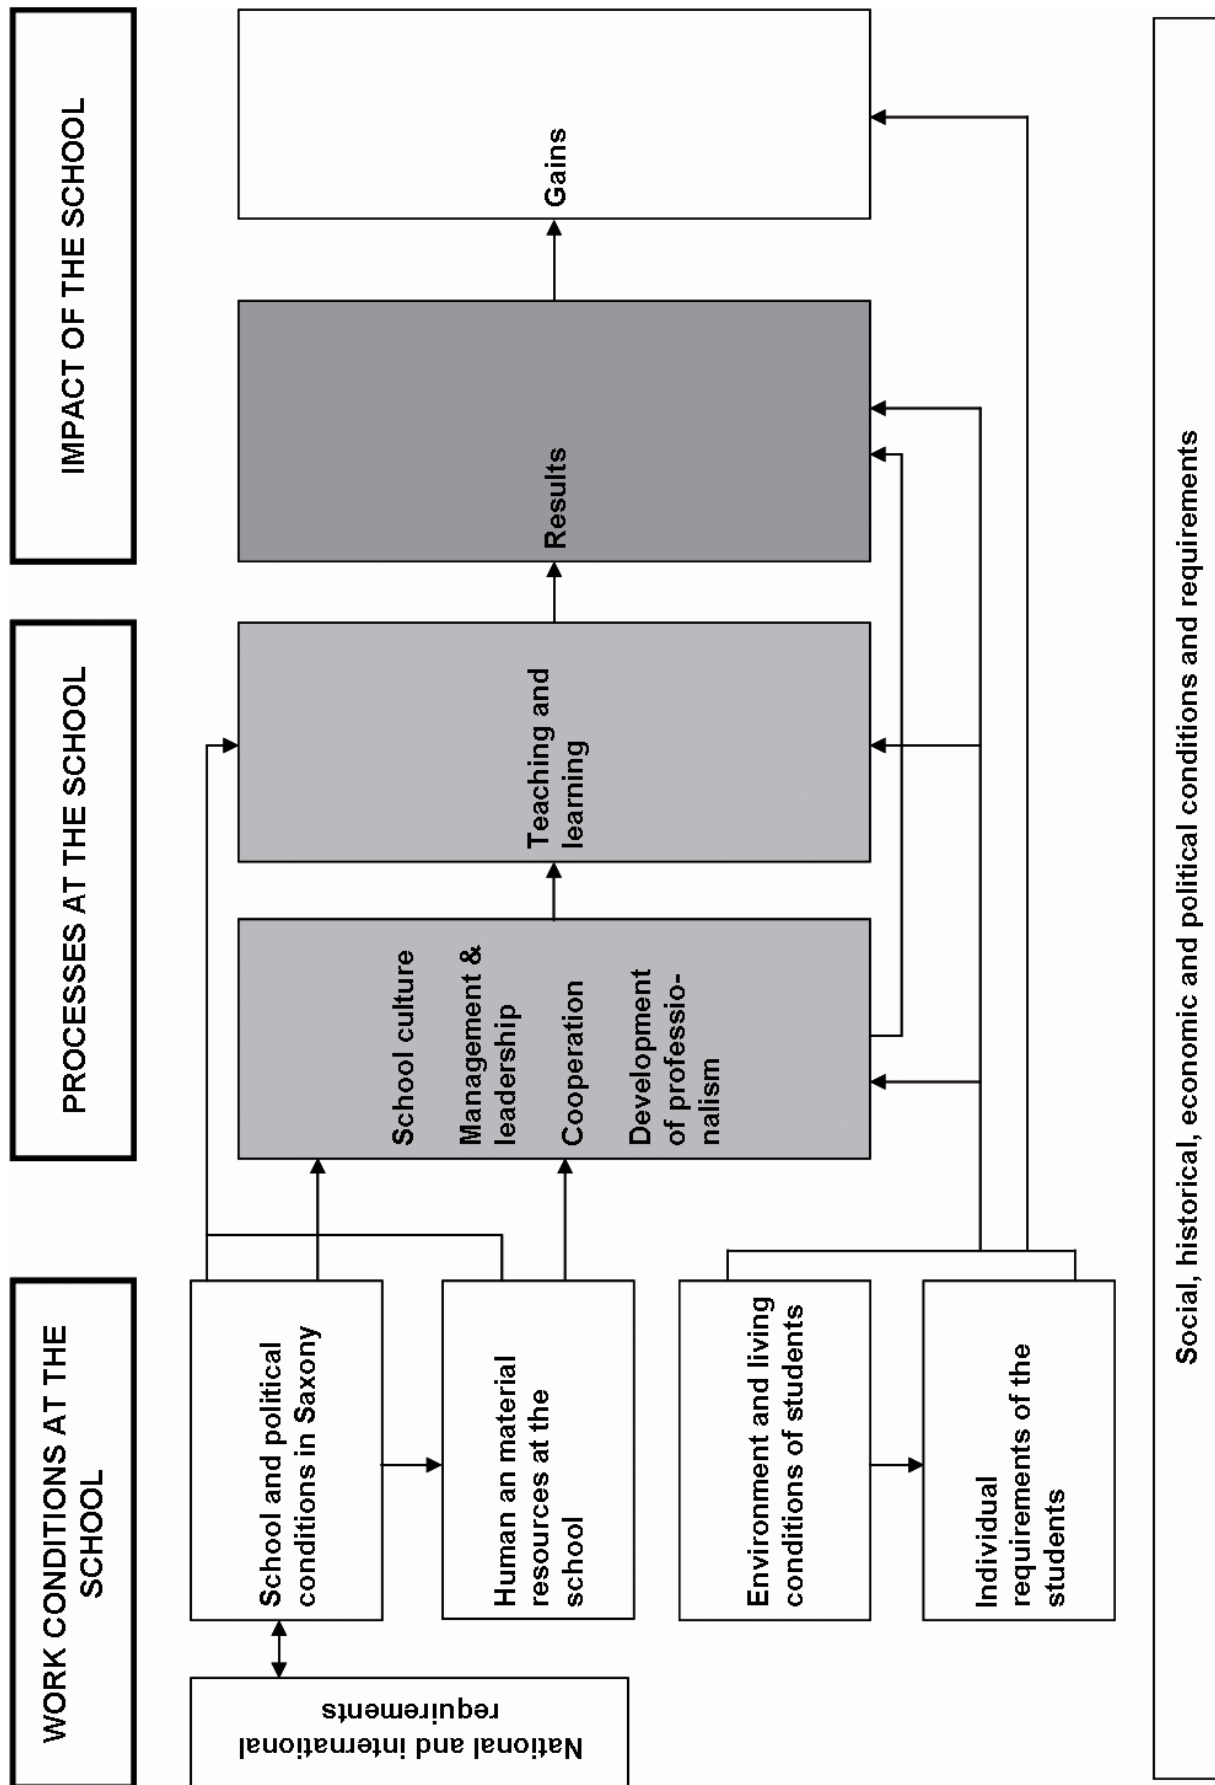 WORK CONDITIONS AT THE
SCHOOL
PROCESSES AT THE SCHOOL
IMPACT OF THE SCHOOL
National and international
requirements
School and political
conditions in Saxony
Human an material
resources at the
school
Environment and living
conditions of students
Individual
requirements of the
students
School culture
Management &
leadership
Cooperation
Development
of professio-
nalism
Teaching and
learning
Results
Gains
Social, historical, economic and political conditions and requirements